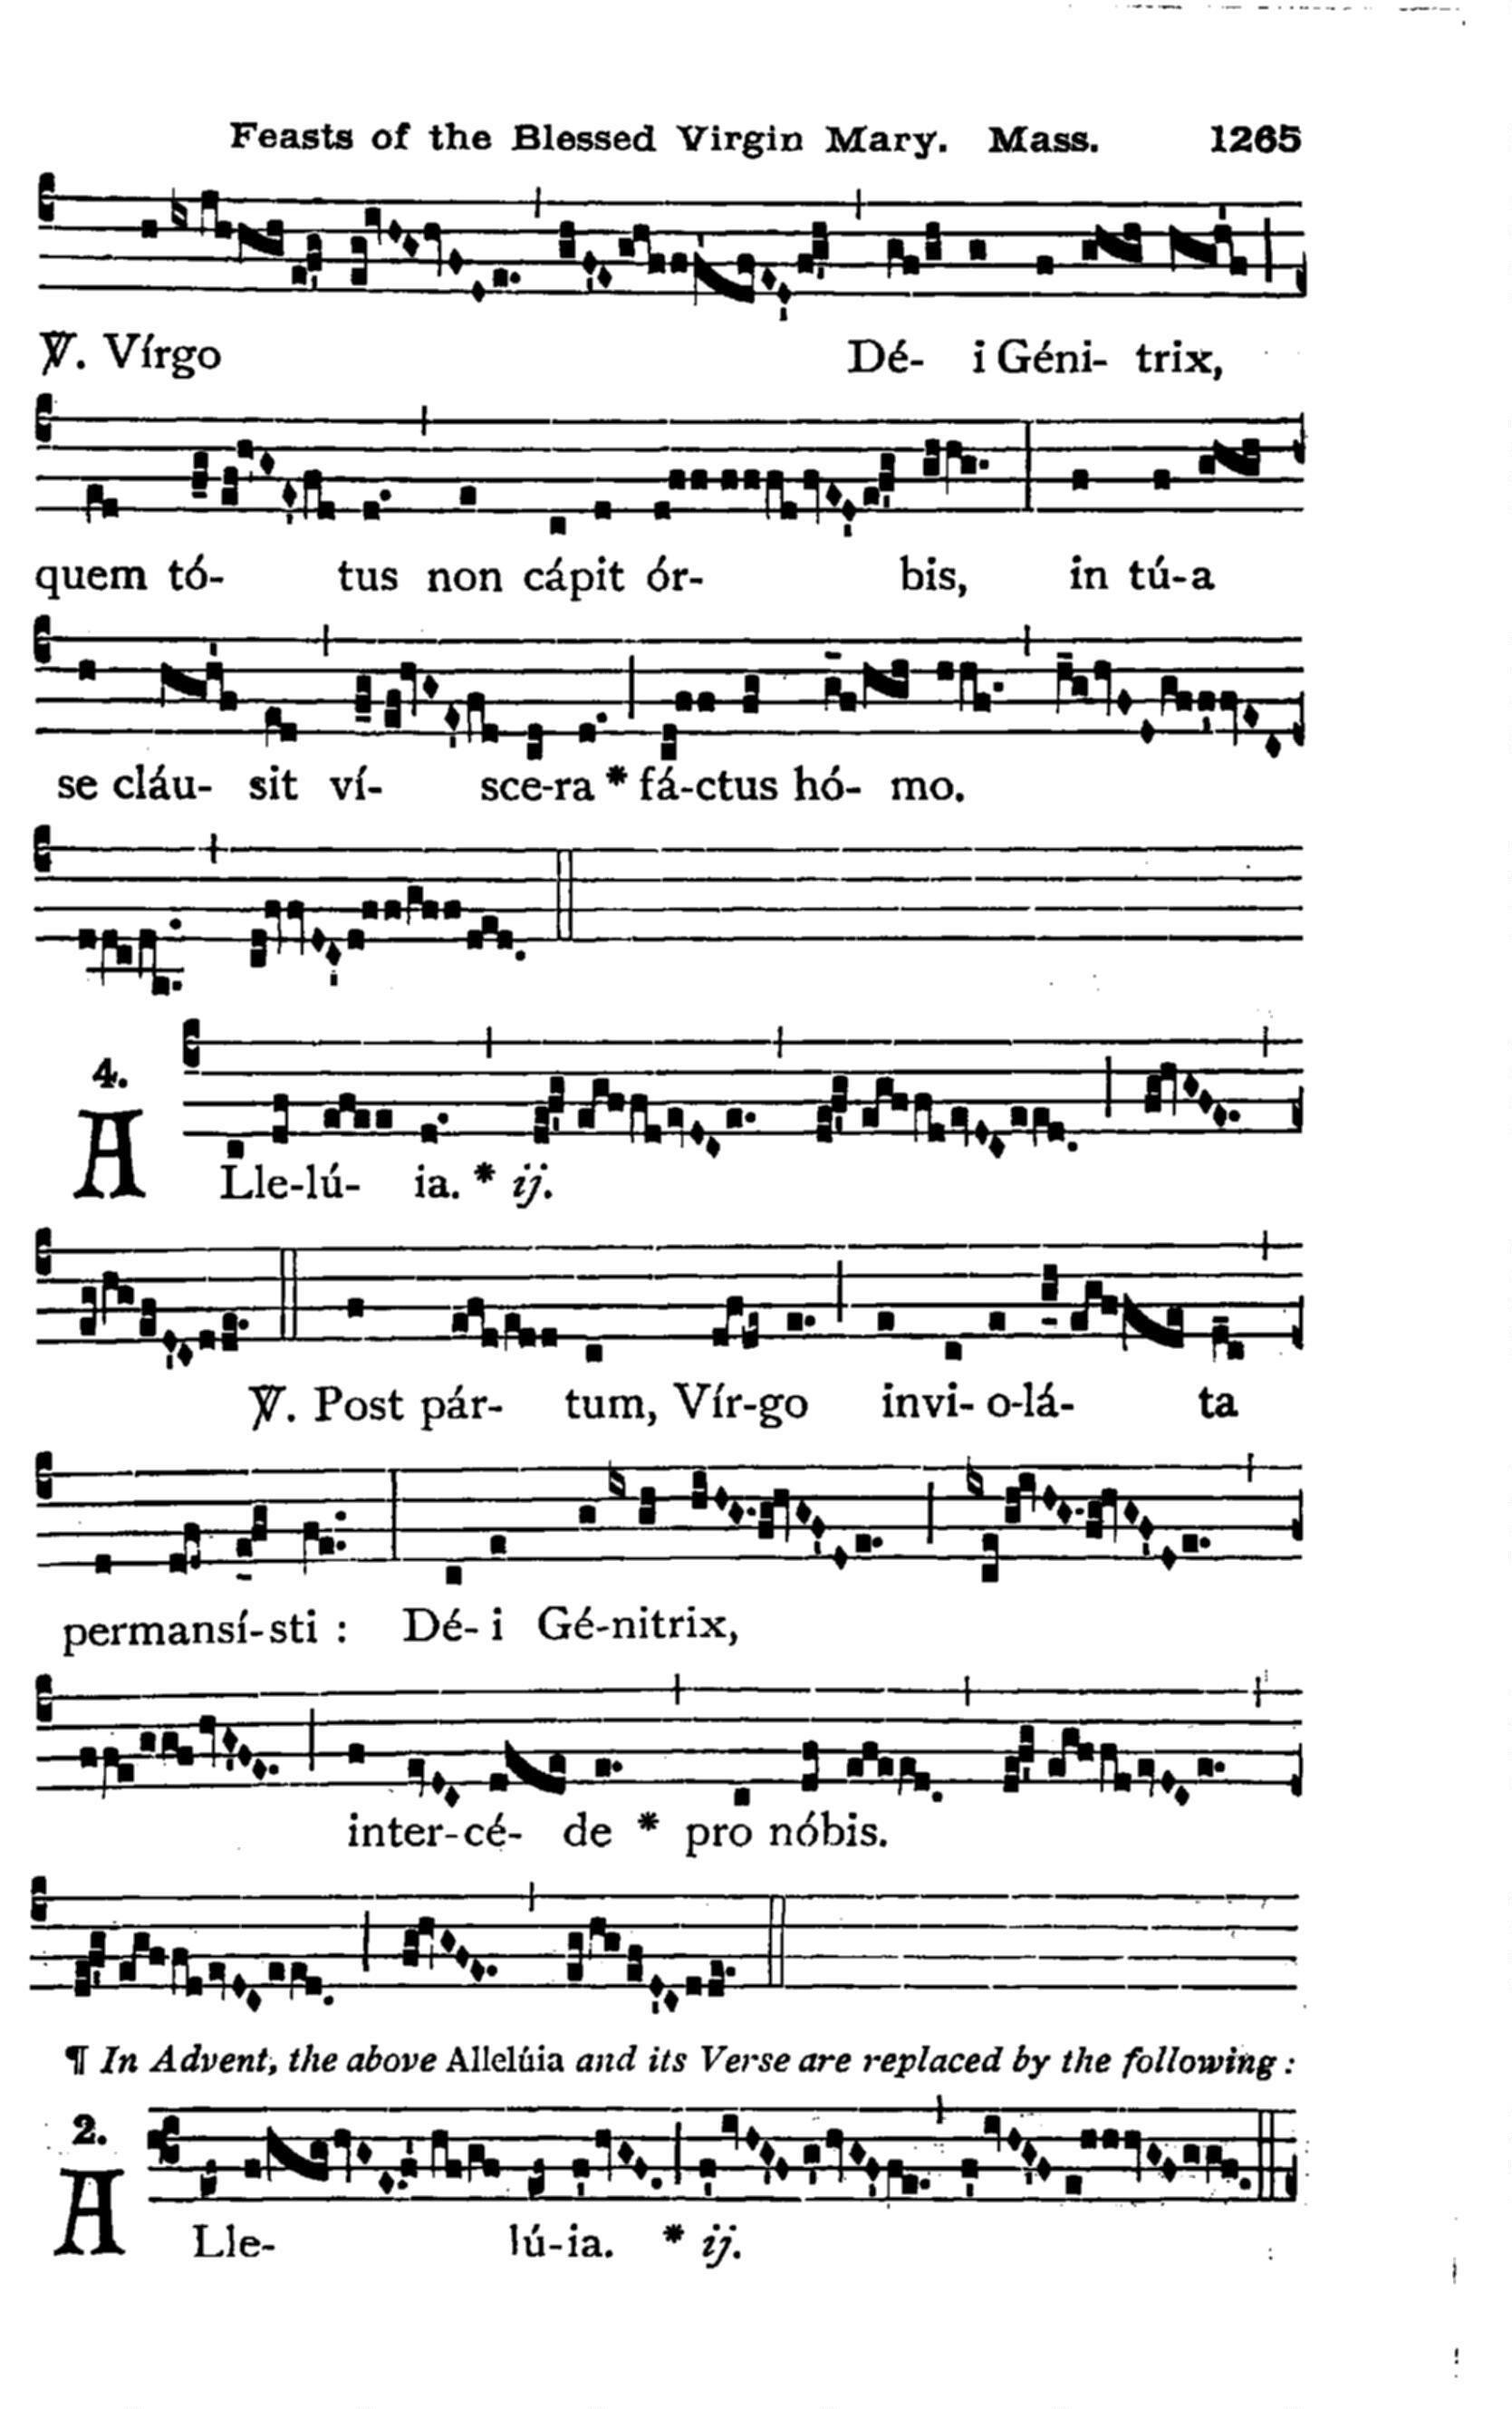 Feasts of the Blessed Virgin Mary. Mass. 1265
℣. Vírgo Dé- i Géni- trix,
quem tó- tus non cápit ór- bis, in tú-a
se cláu- sit ví- sce-ra * fá-ctus hó- mo.
4.
A Lle-lú- ia. * ij.
℣. Post pár- tum, Vír-go invi- o-lá- ta
permansí-sti : Dé- i Gé-nitrix,
inter-cé- de * pro nóbis.
¶ In Advent, the above Allelúia and its Verse are replaced by the following :
2.
A Lle- lú-ia. * ij.